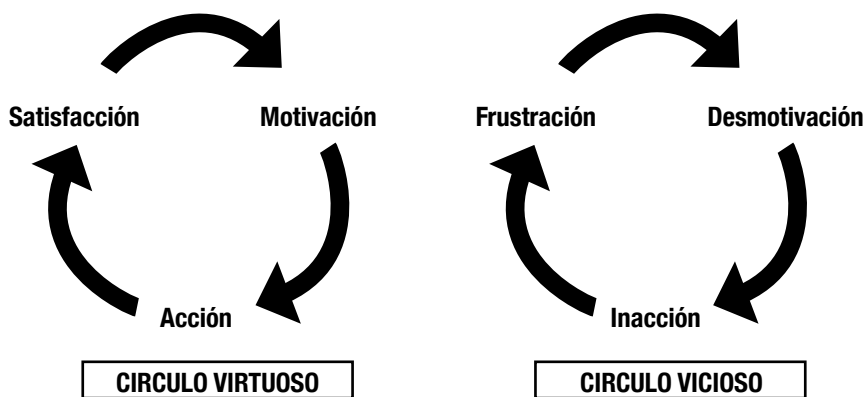 Satisfacción Motivación
Acción
CIRCULO VIRTUOSO
Frustración Desmotivación
Inacción
CIRCULO VICIOSO